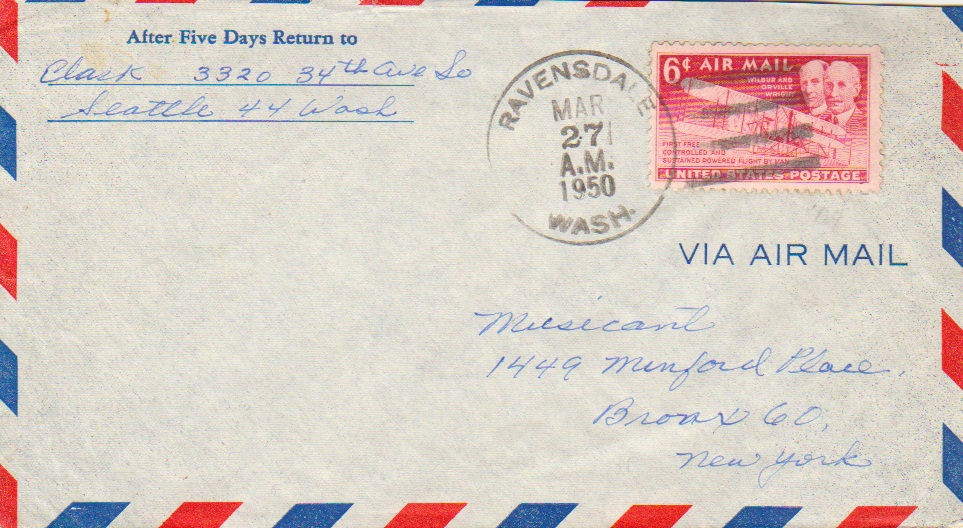 After Five Days Return to
Clark 3320 34th Ave So
Seattle 44 Wash
RAVENSDALE
MAR
27
A.M.
1950
WASH.
6¢ AIR MAIL
WILBUR AND
ORVILLE
WRIGHT
FIRST FREE
CONTROLLED AND
SUSTAINED POWERED FLIGHT BY MAN
UNITED STATES POSTAGE
VIA AIR MAIL
Musicant
1449 Minford Place,
Bronx 60,
New York